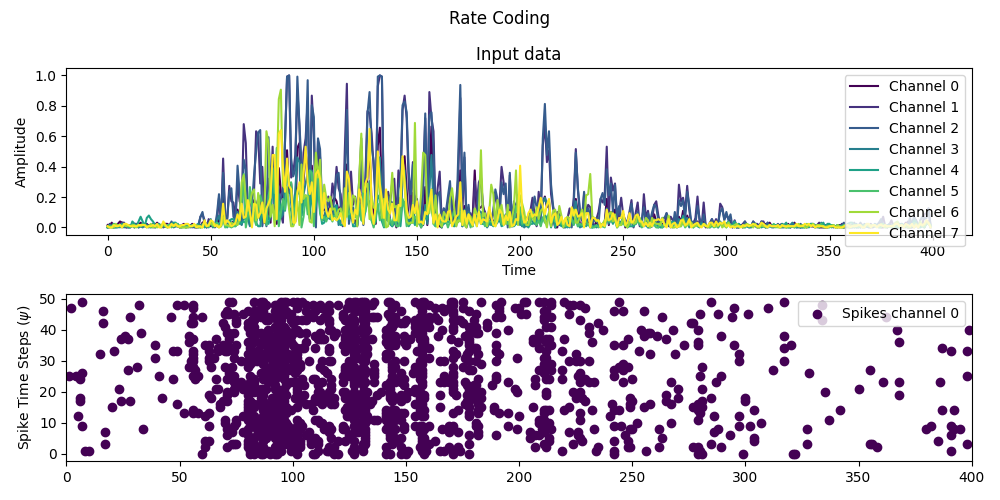 Rate Coding
Input data
1.0
0.8
0.6
0.4
0.2
0.0
Amplitude
Channel 0
Channel 1
Channel 2
Channel 3
Channel 4
Channel 5
Channel 6
Channel 7
0 50 100 150 200 250 300 350 400
Time
50
40
30
20
10
0
Spike Time Steps (ψ)
Spikes channel 0
0 50 100 150 200 250 300 350 400